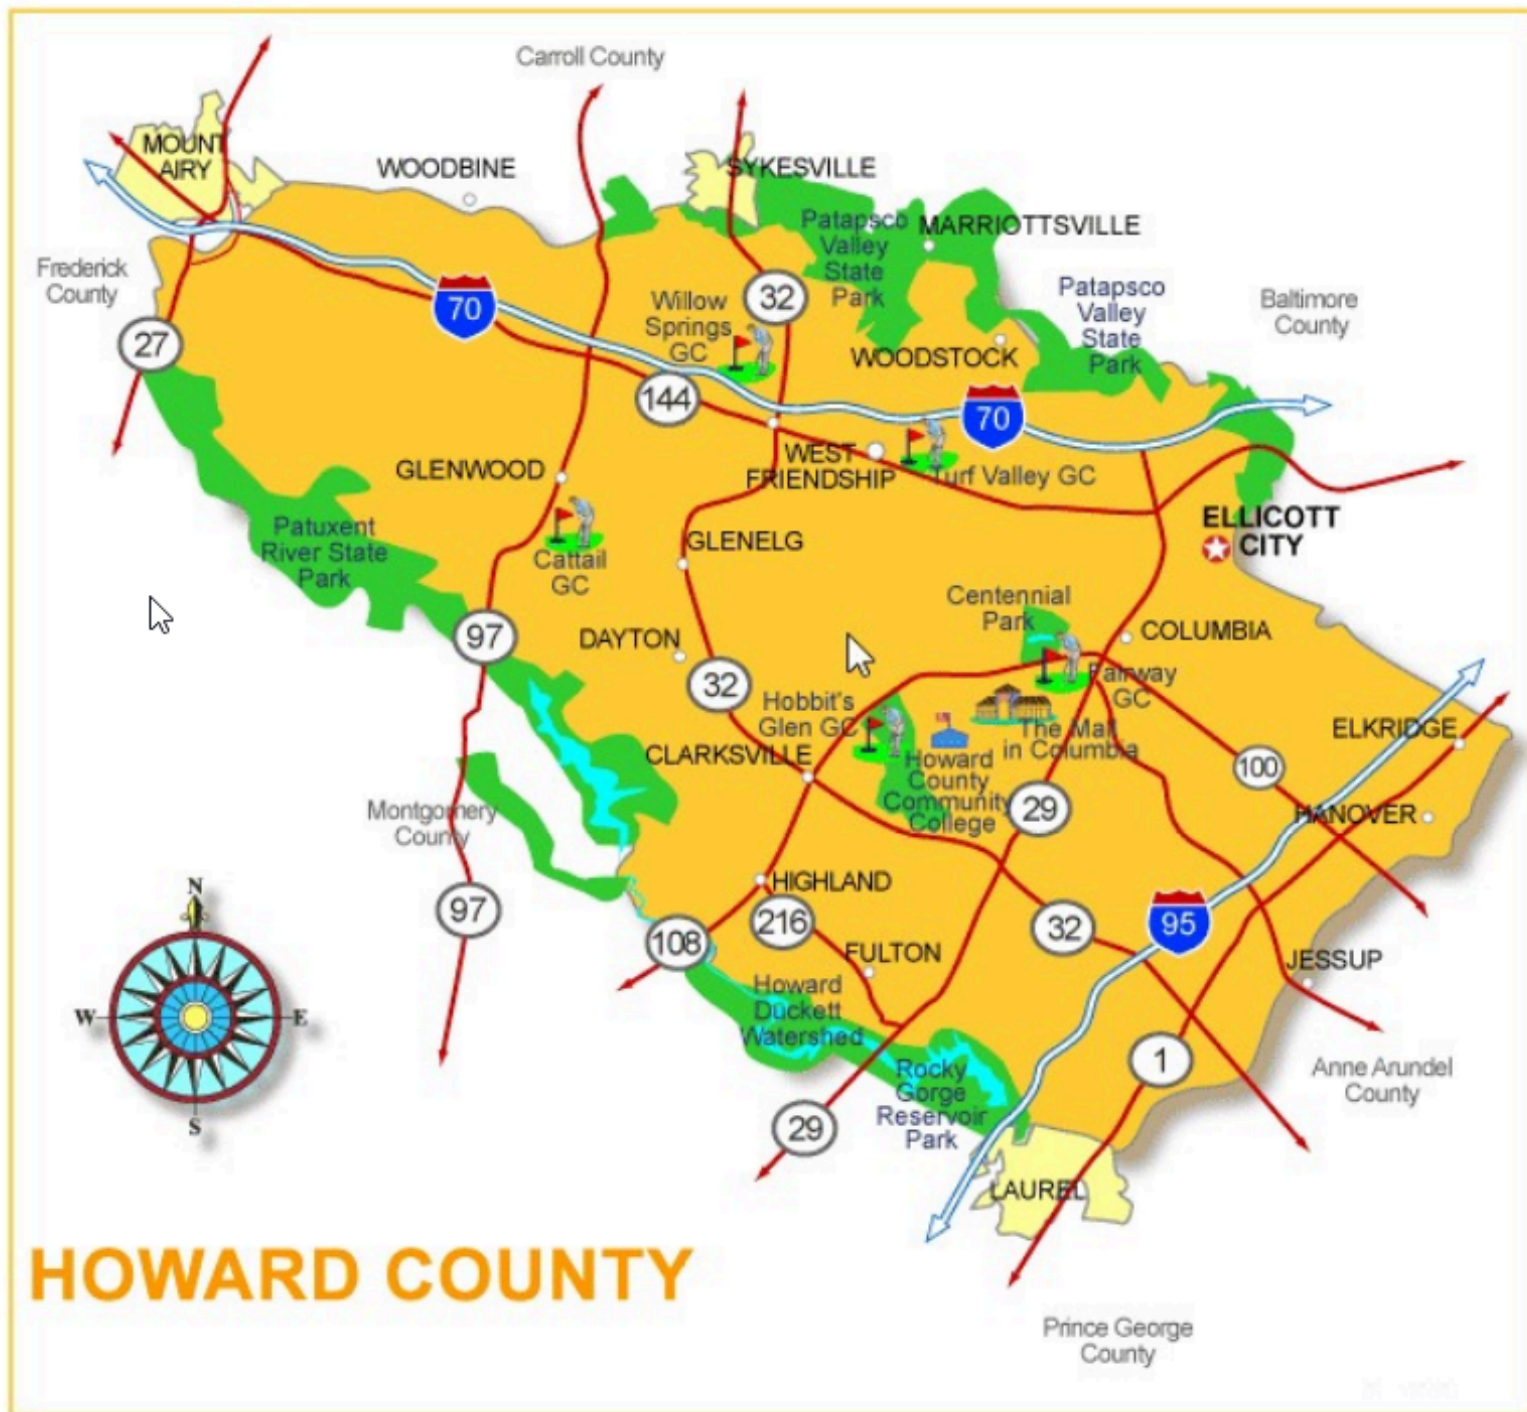 Carroll County
MOUNT
AIRY
WOODBINE
SYKESVILLE
Patapsco
Valley
State
Park
MARRIOTTSVILLE
Frederick
County
70
Willow
Springs
GC
32
Patapsco
Valley
State
Park
Baltimore
County
27
WOODSTOCK
144
70
WEST
FRIENDSHIP
Turf Valley GC
GLENWOOD
Patuxent
River State
Park
Cattail
GC
GLENELG
ELLICOTT
CITY
Centennial
Park
97
DAYTON
COLUMBIA
32
Hobbit's
Glen GC
Fairway
GC
The Mall
in Columbia
ELKRIDGE
CLARKSVILLE
Howard
County
Community
College
100
29
HANOVER
Montgomery
County
N
W
E
S
97
HIGHLAND
216
108
32
95
FULTON
JESSUP
Howard
Duckett
Watershed
Rocky
Gorge
Reservoir
Park
1
Anne Arundel
County
29
LAUREL
HOWARD COUNTY
Prince George
County